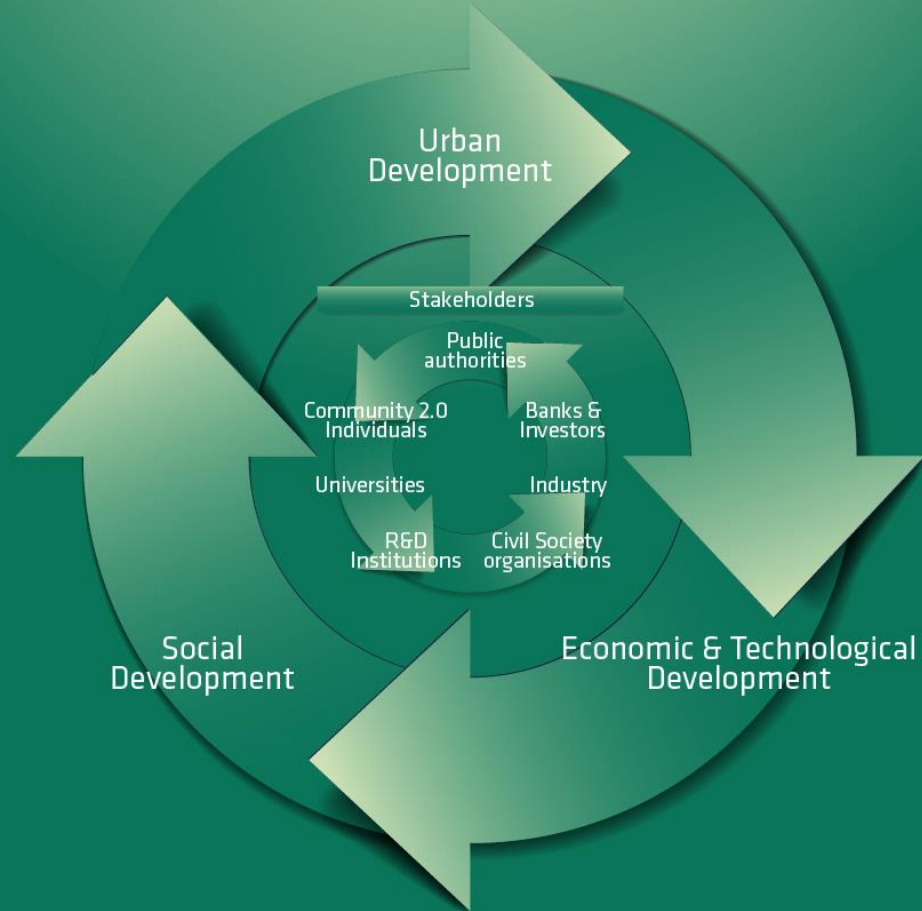 Urban
Development
Stakeholders
Public
authorities
Community 2.0
Individuals
Banks &
Investors
Universities
Industry
R&D
Institutions
Civil Society
organisations
Social
Development
Economic & Technological
Development